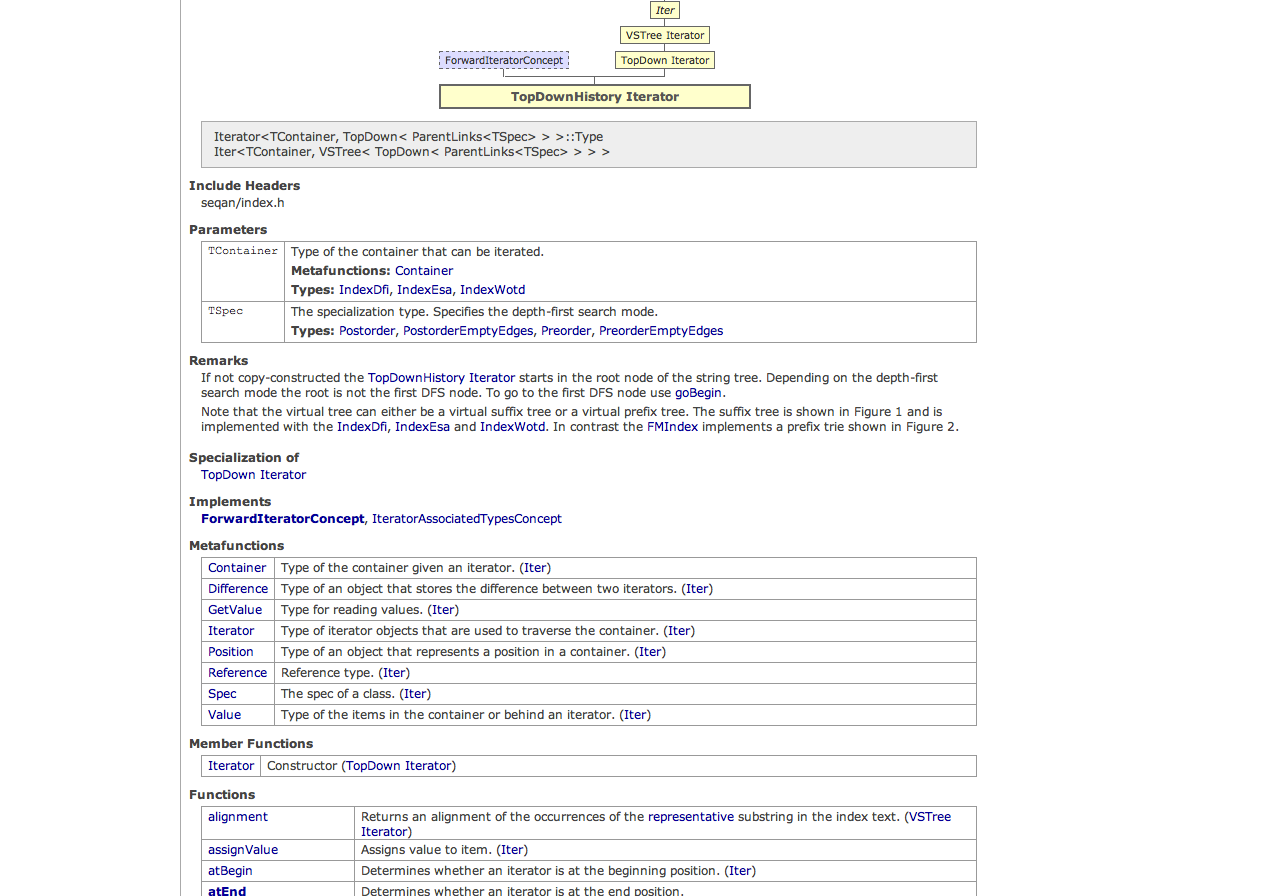 Iter
VSTree Iterator
ForwardIteratorConcept
TopDown Iterator
TopDownHistory Iterator
Iterator<TContainer, TopDown< ParentLinks<TSpec> > >::Type
Iter<TContainer, VSTree< TopDown< ParentLinks<TSpec> > > >
Include Headers
seqan/index.h
Parameters
TContainer Type of the container that can be iterated.
Metafunctions: Container
Types: IndexDfi, IndexEsa, IndexWotd
TSpec The specialization type. Specifies the depth-first search mode.
Types: Postorder, PostorderEmptyEdges, Preorder, PreorderEmptyEdges
Remarks
If not copy-constructed the TopDownHistory Iterator starts in the root node of the string tree. Depending on the depth-first
search mode the root is not the first DFS node. To go to the first DFS node use goBegin.
Note that the virtual tree can either be a virtual suffix tree or a virtual prefix tree. The suffix tree is shown in Figure 1 and is
implemented with the IndexDfi, IndexEsa and IndexWotd. In contrast the FMIndex implements a prefix trie shown in Figure 2.
Specialization of
TopDown Iterator
Implements
ForwardIteratorConcept, IteratorAssociatedTypesConcept
Metafunctions
Container Type of the container given an iterator. (Iter)
Difference Type of an object that stores the difference between two iterators. (Iter)
GetValue Type for reading values. (Iter)
Iterator Type of iterator objects that are used to traverse the container. (Iter)
Position Type of an object that represents a position in a container. (Iter)
Reference Reference type. (Iter)
Spec The spec of a class. (Iter)
Value Type of the items in the container or behind an iterator. (Iter)
Member Functions
Iterator Constructor (TopDown Iterator)
Functions
alignment Returns an alignment of the occurrences of the representative substring in the index text. (VSTree
Iterator)
assignValue Assigns value to item. (Iter)
atBegin Determines whether an iterator is at the beginning position. (Iter)
atEnd Determines whether an iterator is at the end position.